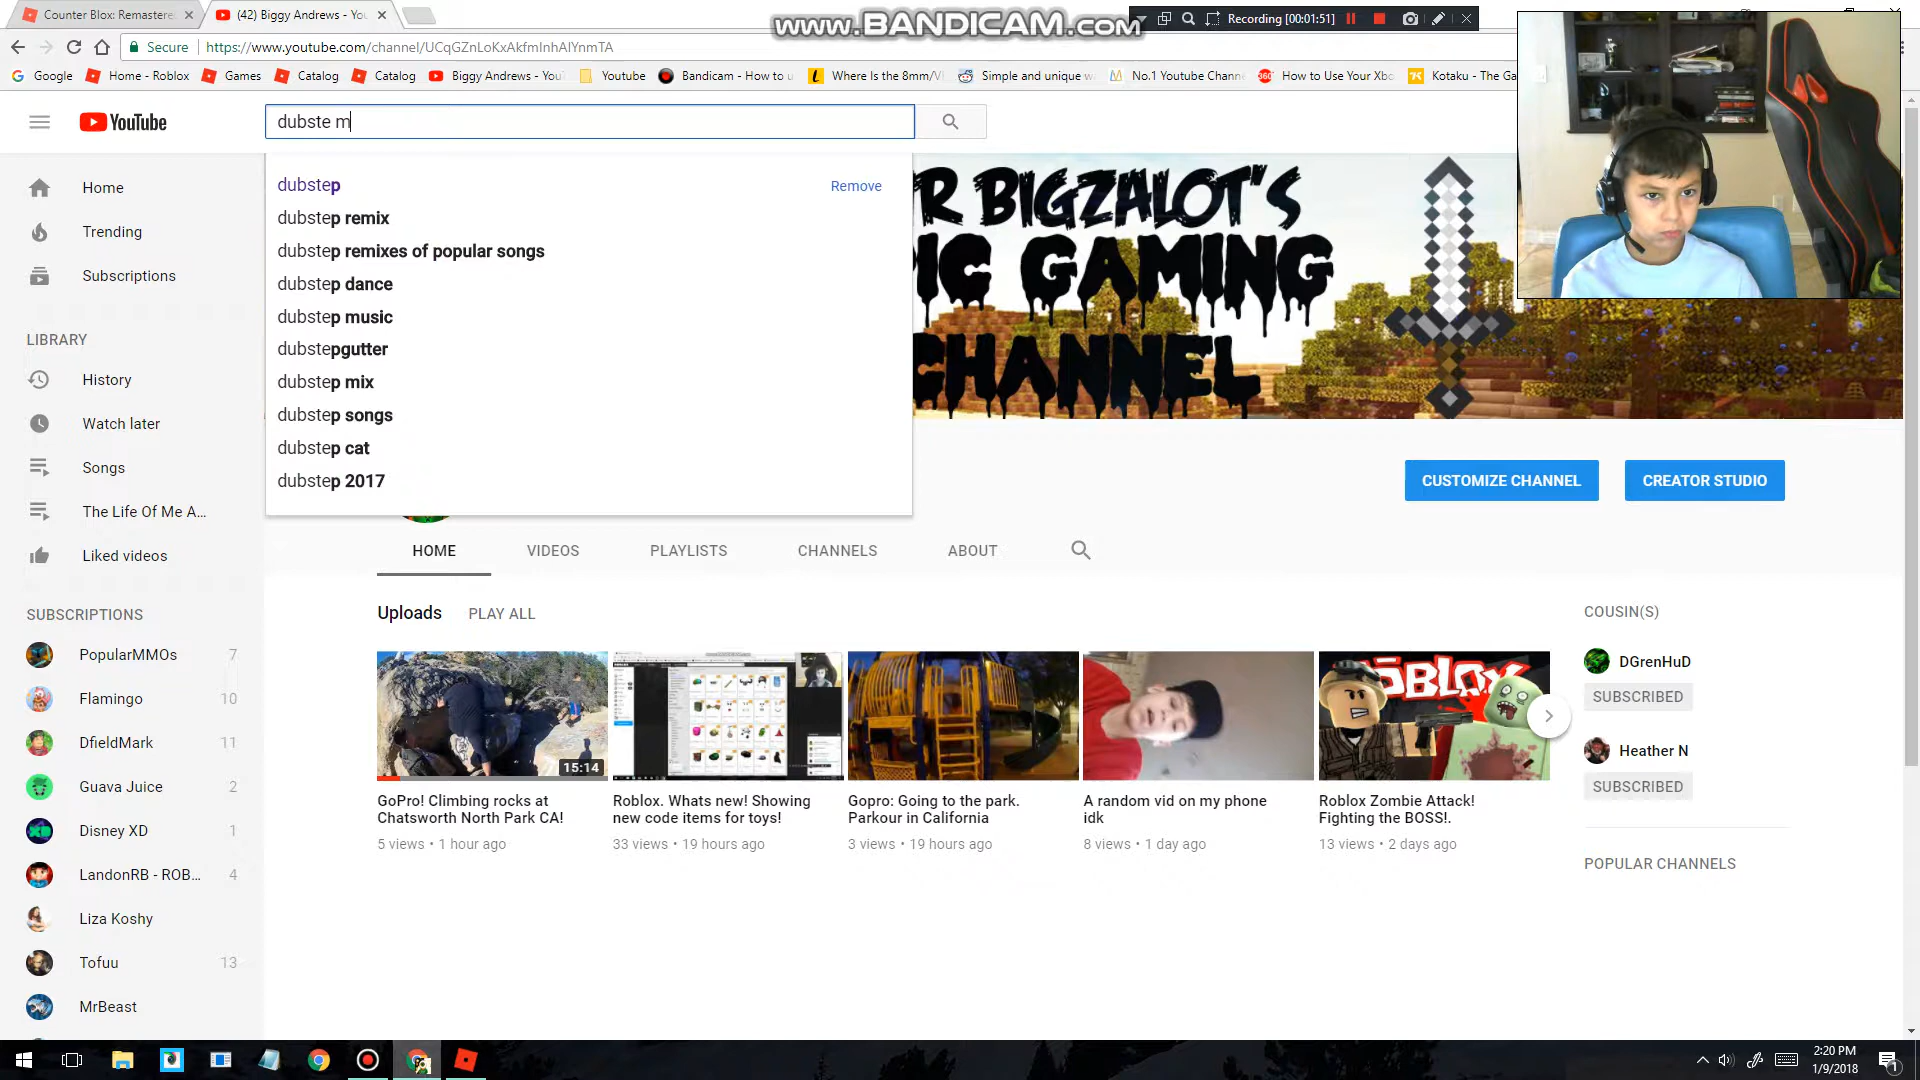 Counter Blox: Remastere
(42) Biggy Andrews - You
www.BANDICAM.com
Recording [00:01:51]
Secure
https://www.youtube.com/channel/UCqGZnLoKxAkfmInhAIYnmTA
Google
Home - Roblox
Games
Catalog
Catalog
Biggy Andrews - You
Youtube
Bandicam - How to u
Where Is the 8mm/V
Simple and unique w
No.1 Youtube Chann
360
How to Use Your Xbo
Kotaku - The Ga
YouTube
dubste m
dubstep
Remove
dubstep remix
dubstep remixes of popular songs
dubstep dance
dubstep music
dubstepgutter
dubstep mix
dubstep songs
dubstep cat
dubstep 2017
R BIGZALOT'S
IC GAMING
CHANNEL
Home
Trending
Subscriptions
LIBRARY
History
Watch later
Songs
The Life Of Me A...
Liked videos
SUBSCRIPTIONS
PopularMMOs 7
Flamingo 10
DfieldMark 11
Guava Juice 2
Disney XD 1
LandonRB - ROB... 4
Liza Koshy
Tofuu 13
MrBeast
CUSTOMIZE CHANNEL
CREATOR STUDIO
HOME
VIDEOS
PLAYLISTS
CHANNELS
ABOUT
Uploads
PLAY ALL
15:14
ROBLOX
GoPro! Climbing rocks at
Chatsworth North Park CA!
5 views • 1 hour ago
Roblox. Whats new! Showing
new code items for toys!
33 views • 19 hours ago
Gopro: Going to the park.
Parkour in California
3 views • 19 hours ago
A random vid on my phone
idk
8 views • 1 day ago
Roblox Zombie Attack!
Fighting the BOSS!.
13 views • 2 days ago
COUSIN(S)
DGrenHuD
SUBSCRIBED
Heather N
SUBSCRIBED
POPULAR CHANNELS
2:20 PM
1/9/2018
1